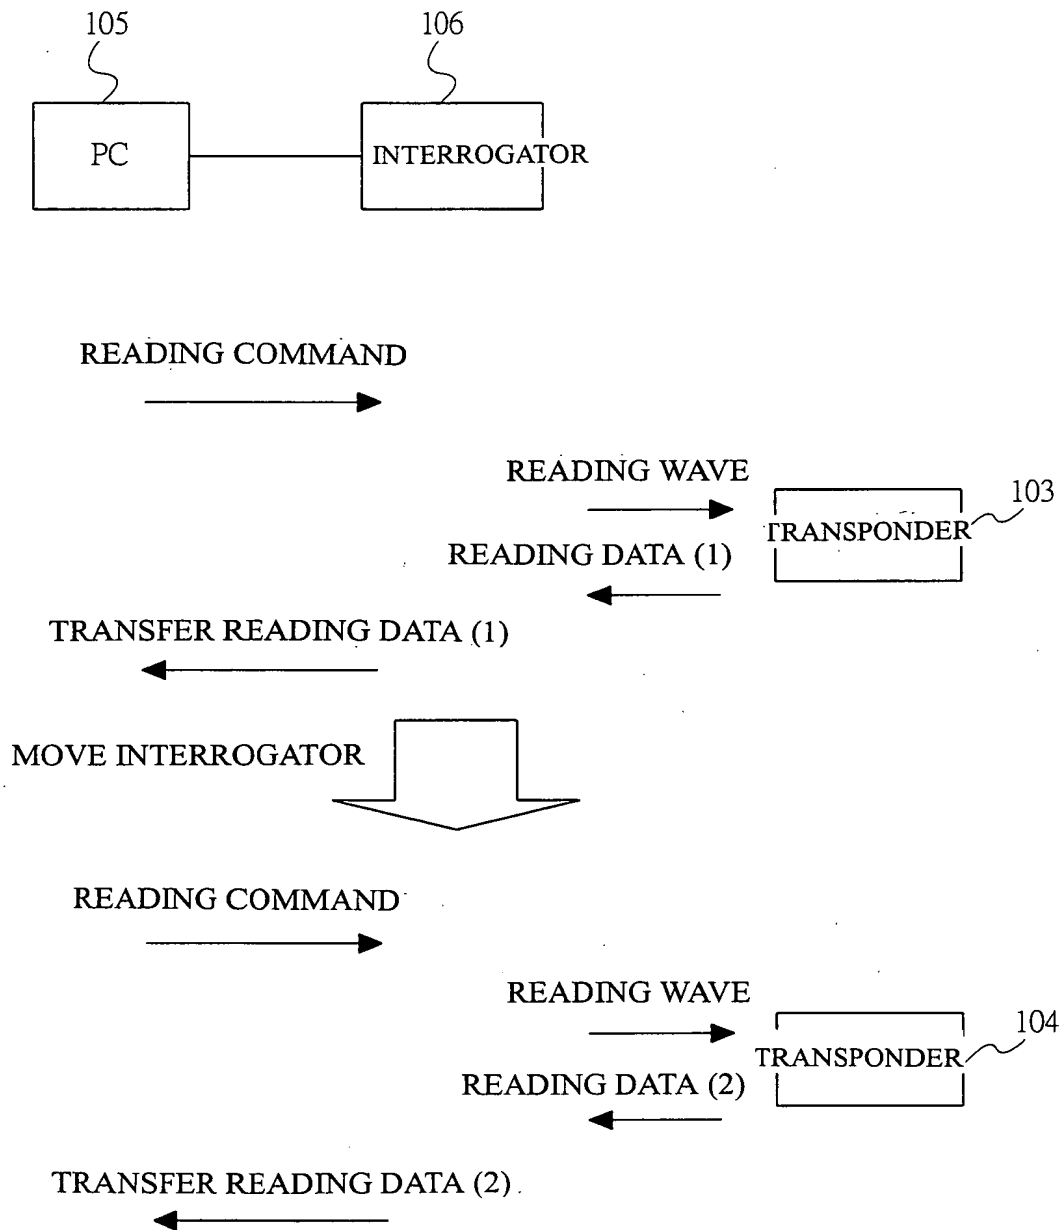 105
106
PC
INTERROGATOR
READING COMMAND
READING WAVE
103
TRANSPONDER
READING DATA (1)
TRANSFER READING DATA (1)
MOVE INTERROGATOR
READING COMMAND
READING WAVE
104
TRANSPONDER
READING DATA (2)
TRANSFER READING DATA (2)